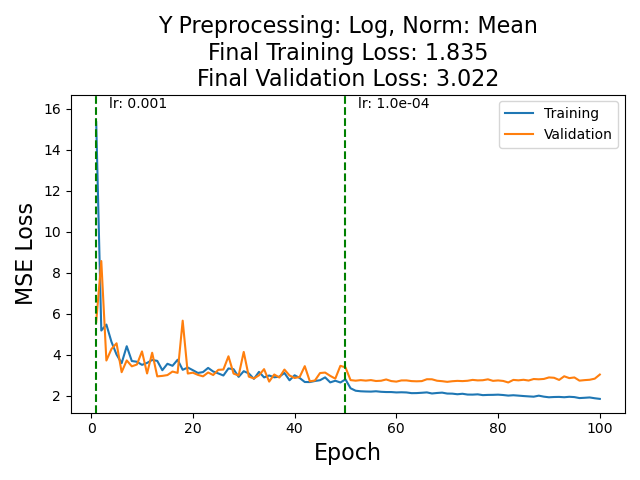 Y Preprocessing: Log, Norm: Mean
Final Training Loss: 1.835
Final Validation Loss: 3.022
lr: 0.001
lr: 1.0e-04
Training
Validation
MSE Loss
16
14
12
10
8
6
4
2
0
20
40
60
80
100
Epoch